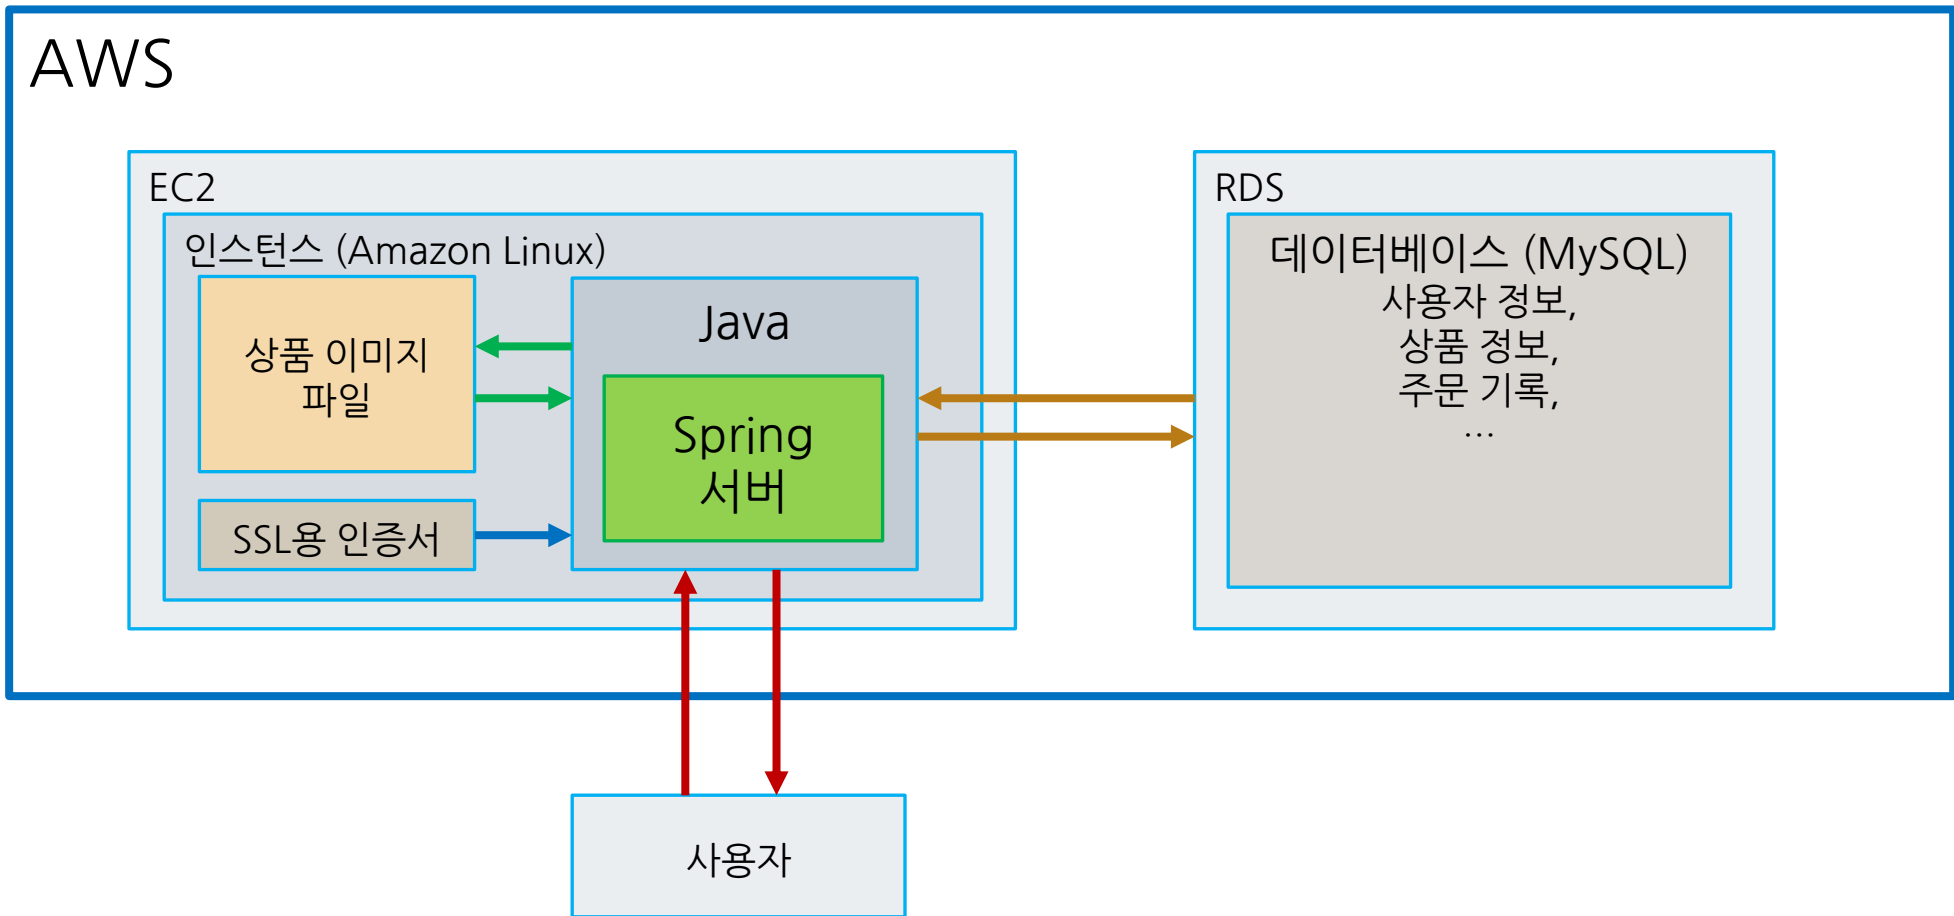 AWS
EC2
인스턴스 (Amazon Linux)
상품 이미지
파일
SSL용 인증서
Java
Spring
서버
RDS
데이터베이스 (MySQL)
사용자 정보,
상품 정보,
주문 기록,
…
사용자